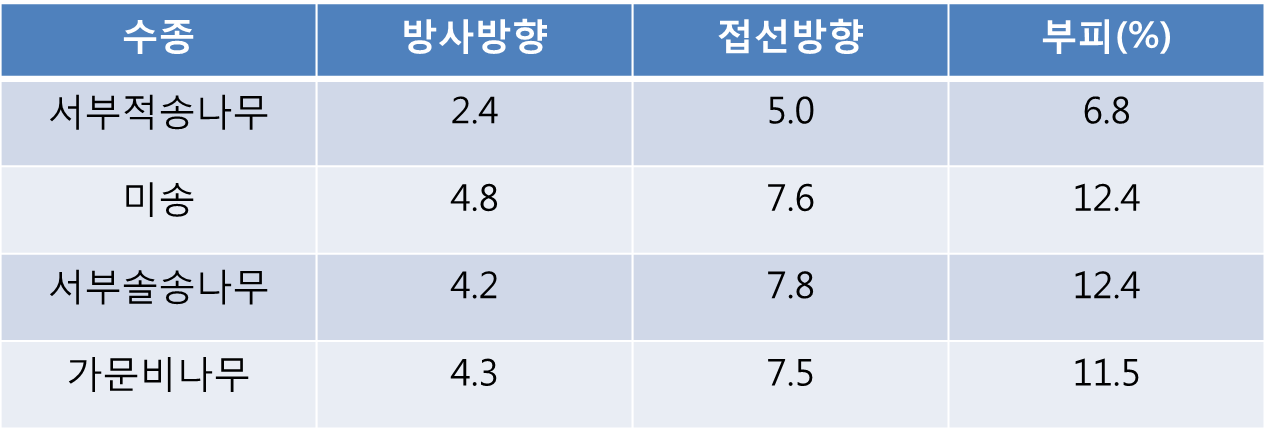 수종 방사방향 접선방향 부피(%)
서부적송나무 2.4 5.0 6.8
미송 4.8 7.6 12.4
서부솔송나무 4.2 7.8 12.4
가문비나무 4.3 7.5 11.5